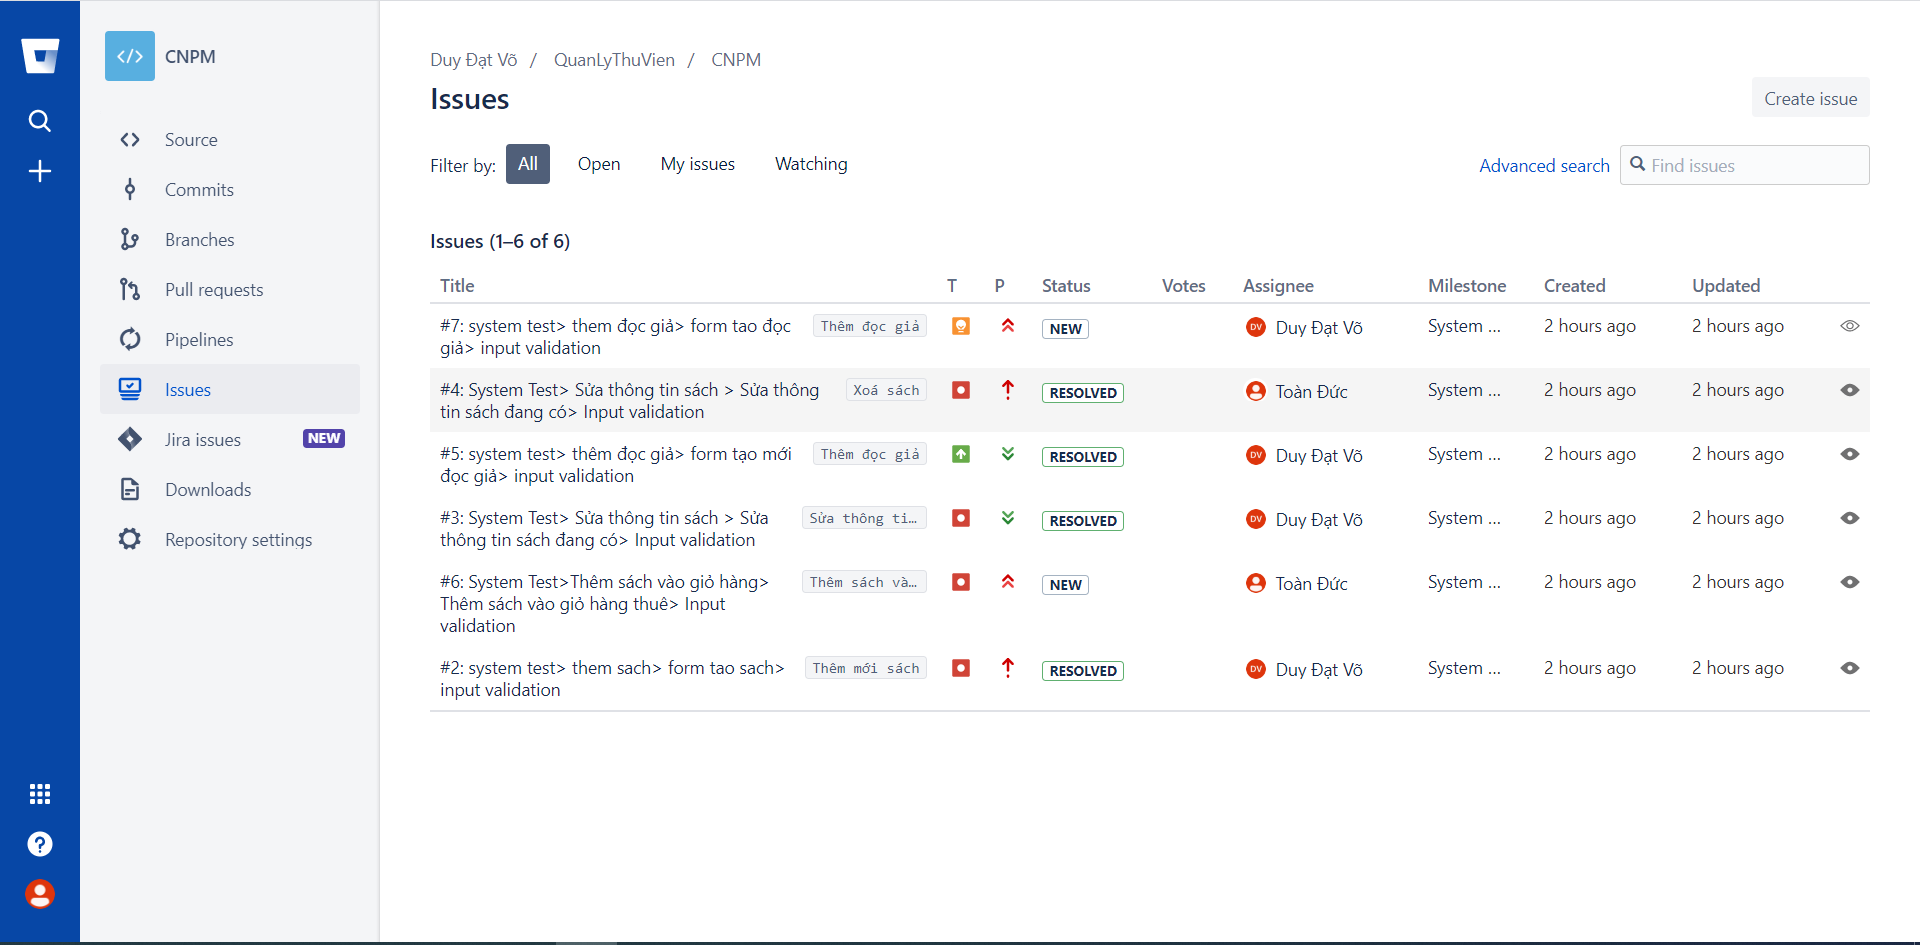 CNPM
Source
Commits
Branches
Pull requests
Pipelines
Issues
Jira issues NEW
Downloads
Repository settings
Duy Đạt Võ / QuanLyThuVien / CNPM
Issues
Create issue
Filter by: All Open My issues Watching
Advanced search Find issues
Issues (1–6 of 6)
Title T P Status Votes Assignee Milestone Created Updated
#7: system test> them đọc giả> form tao đọc Thêm đọc giả NEW DV Duy Đạt Võ System ... 2 hours ago 2 hours ago
giả> input validation
#4: System Test> Sửa thông tin sách > Sửa thông Xoá sách RESOLVED Toàn Đức System ... 2 hours ago 2 hours ago
tin sách đang có> Input validation
#5: system test> thêm đọc giả> form tạo mới Thêm đọc giả RESOLVED DV Duy Đạt Võ System ... 2 hours ago 2 hours ago
đọc giả> input validation
#3: System Test> Sửa thông tin sách > Sửa Sửa thông ti… RESOLVED DV Duy Đạt Võ System ... 2 hours ago 2 hours ago
thông tin sách đang có> Input validation
#6: System Test>Thêm sách vào giỏ hàng> Thêm sách và… NEW Toàn Đức System ... 2 hours ago 2 hours ago
Thêm sách vào giỏ hàng thuê> Input
validation
#2: system test> them sach> form tao sach> Thêm mới sách RESOLVED DV Duy Đạt Võ System ... 2 hours ago 2 hours ago
input validation